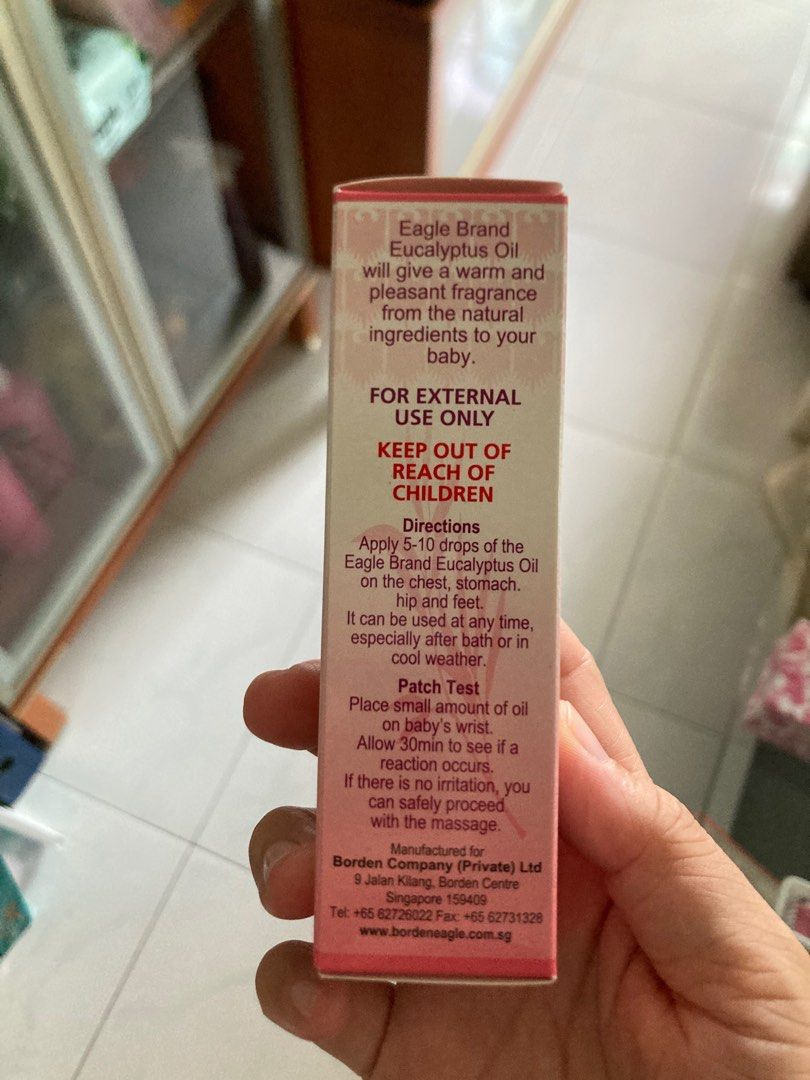 Eagle Brand
Eucalyptus Oil
will give a warm and
pleasant fragrance
from the natural
ingredients to your
baby.
FOR EXTERNAL
USE ONLY
KEEP OUT OF
REACH OF
CHILDREN
Directions
Apply 5-10 drops of the
Eagle Brand Eucalyptus Oil
on the chest, stomach.
hip and feet.
It can be used at any time,
especially after bath or in
cool weather.
Patch Test
Place small amount of oil
on baby's wrist.
Allow 30min to see if a
reaction occurs.
If there is no irritation, you
can safely proceed
with the massage.
Manufactured for
Borden Company (Private) Ltd
9 Jalan Kilang, Borden Centre
Singapore 159409
Tel: +65 62726022 Fax: +65 62731328
www.bordeneagle.com.sg